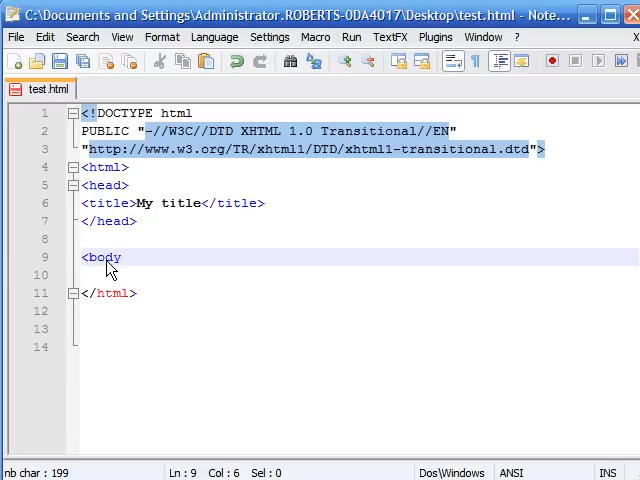 C:\Documents and Settings\Administrator.ROBERTS-0DA4017\Desktop\test.html - Note...
File Edit Search View Format Language Settings Macro Run TextFX Plugins Window ? X
test.html
1 <!DOCTYPE html
2 PUBLIC "-//W3C//DTD XHTML 1.0 Transitional//EN"
3 "http://www.w3.org/TR/xhtml1/DTD/xhtml1-transitional.dtd">
4 <html>
5 <head>
6 <title>My title</title>
7 </head>
8
9 <body
10
11 </html>
12
13
14
nb char : 199 Ln : 9 Col : 6 Sel : 0 Dos\Windows ANSI INS